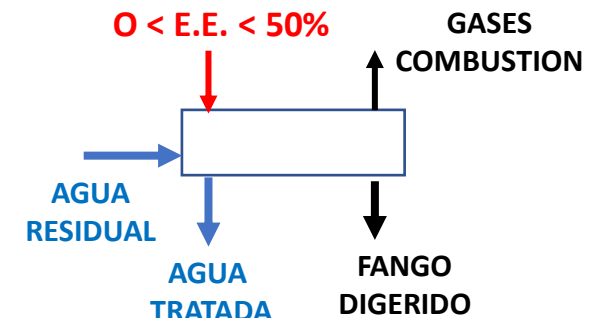 O < E.E. < 50%
GASES
COMBUSTION
AGUA
RESIDUAL
AGUA
TRATADA
FANGO
DIGERIDO